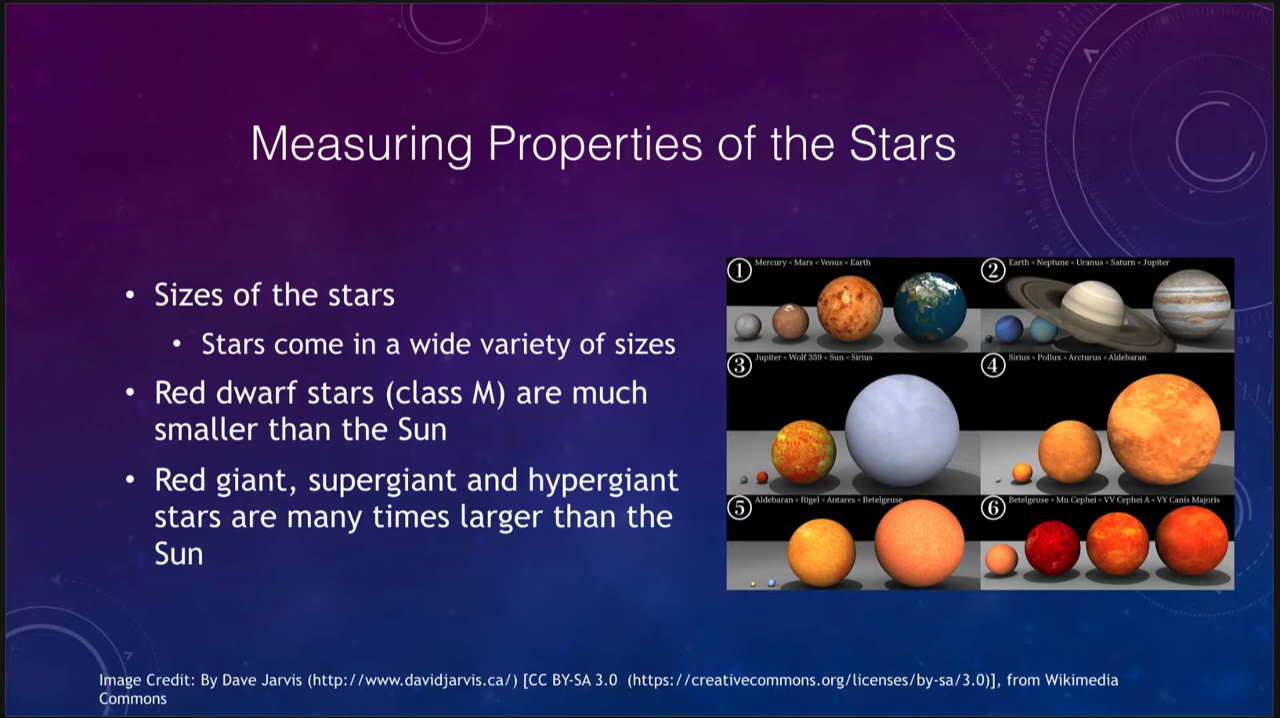 Measuring Properties of the Stars
• Sizes of the stars
• Stars come in a wide variety of sizes
• Red dwarf stars (class M) are much
smaller than the Sun
• Red giant, supergiant and hypergiant
stars are many times larger than the
Sun
1 Mercury < Mars < Venus < Earth
2 Earth < Neptune < Uranus < Saturn < Jupiter
3 Jupiter < Wolf 359 < Sun < Sirius
4 Sirius < Pollux < Arcturus < Aldebaran
5 Aldebaran < Rigel < Antares < Betelgeuse
6 Betelgeuse < Mu Cephei < VV Cephei A < VY Canis Majoris
Image Credit: By Dave Jarvis (http://www.davidjarvis.ca/) [CC BY-SA 3.0 (https://creativecommons.org/licenses/by-sa/3.0)], from Wikimedia
Commons